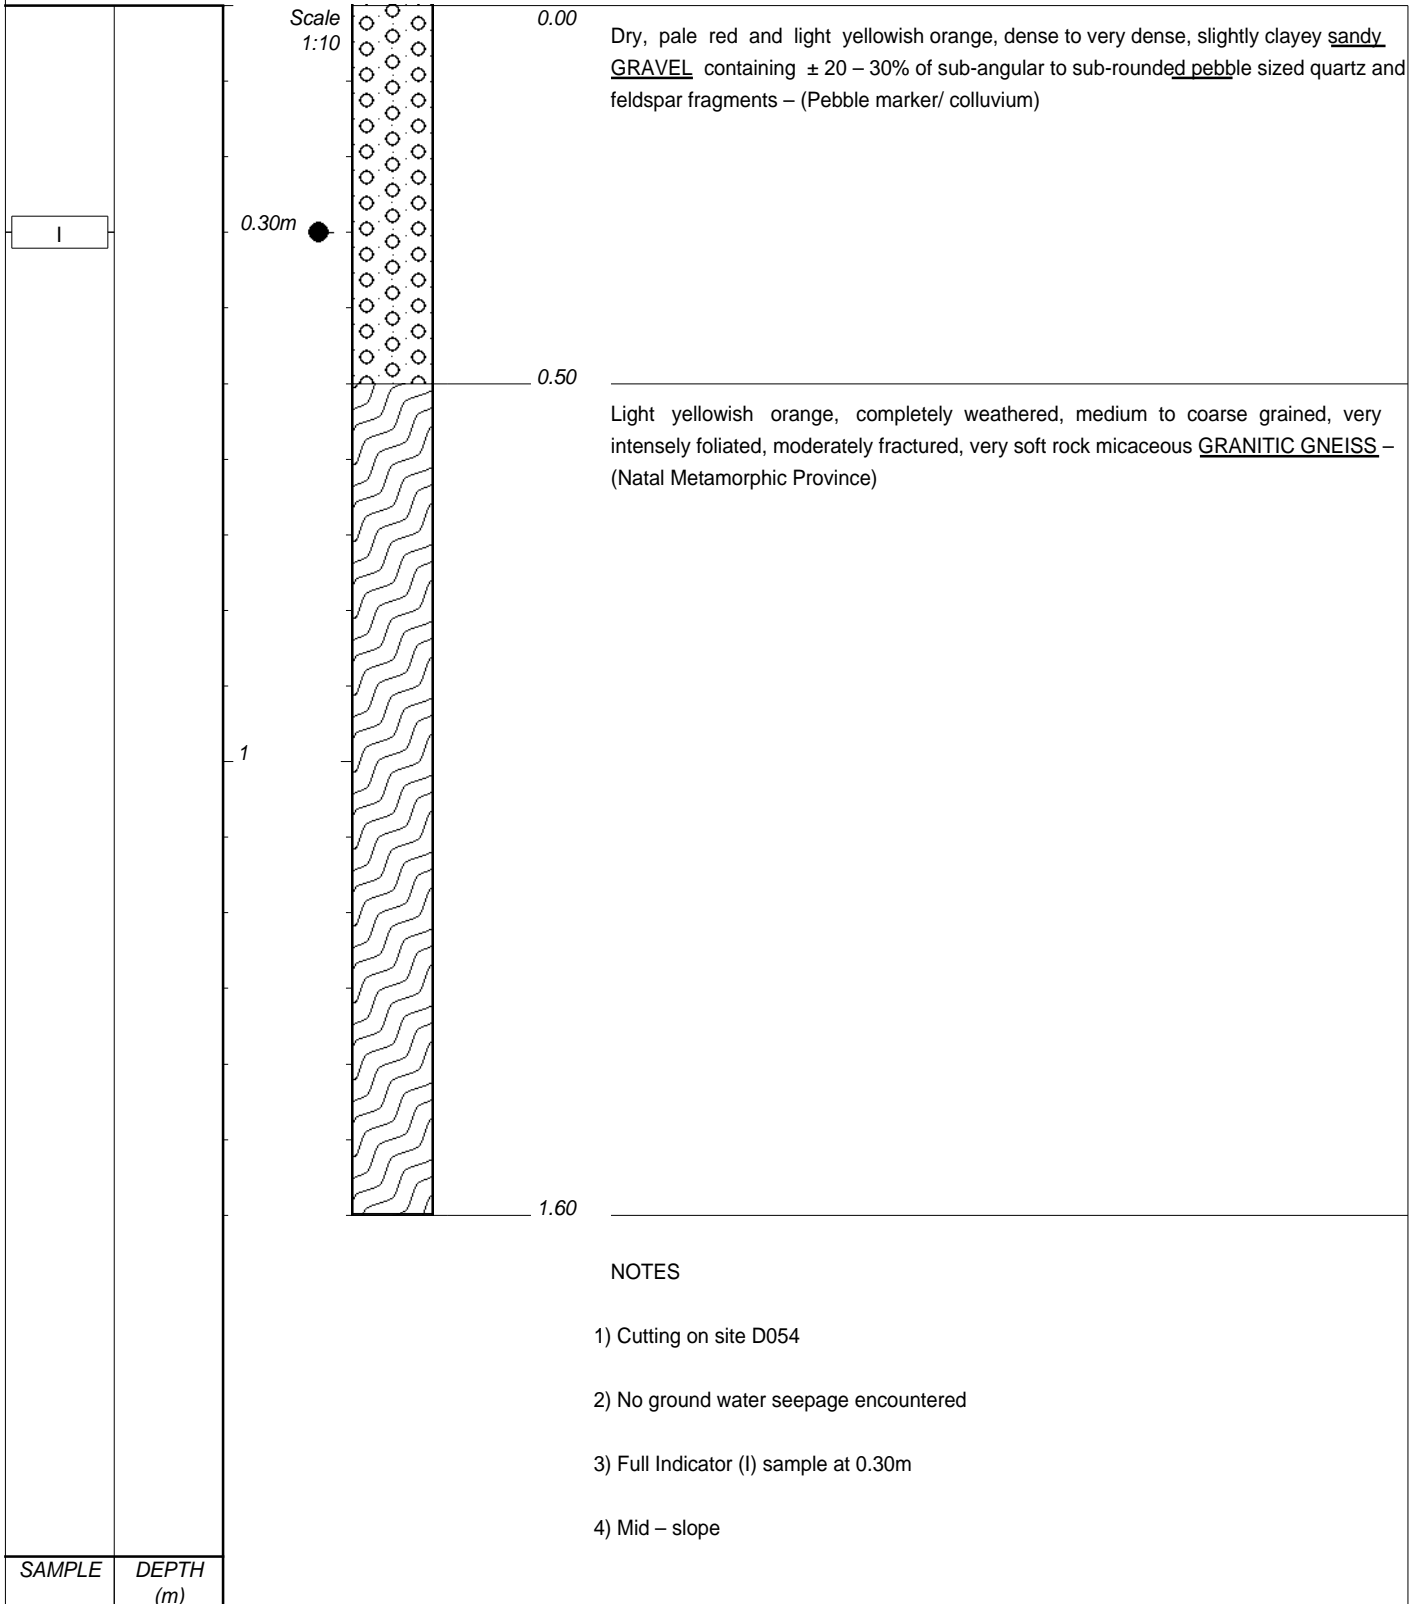 Scale
1:10
0.00
Dry, pale red and light yellowish orange, dense to very dense, slightly clayey sandy
GRAVEL containing ± 20 – 30% of sub-angular to sub-rounded pebble sized quartz and
feldspar fragments – (Pebble marker/ colluvium)
I
0.30m
0.50
Light yellowish orange, completely weathered, medium to coarse grained, very
intensely foliated, moderately fractured, very soft rock micaceous GRANITIC GNEISS –
(Natal Metamorphic Province)
1
1.60
NOTES
1) Cutting on site D054
2) No ground water seepage encountered
3) Full Indicator (I) sample at 0.30m
4) Mid – slope
SAMPLE
DEPTH
(m)